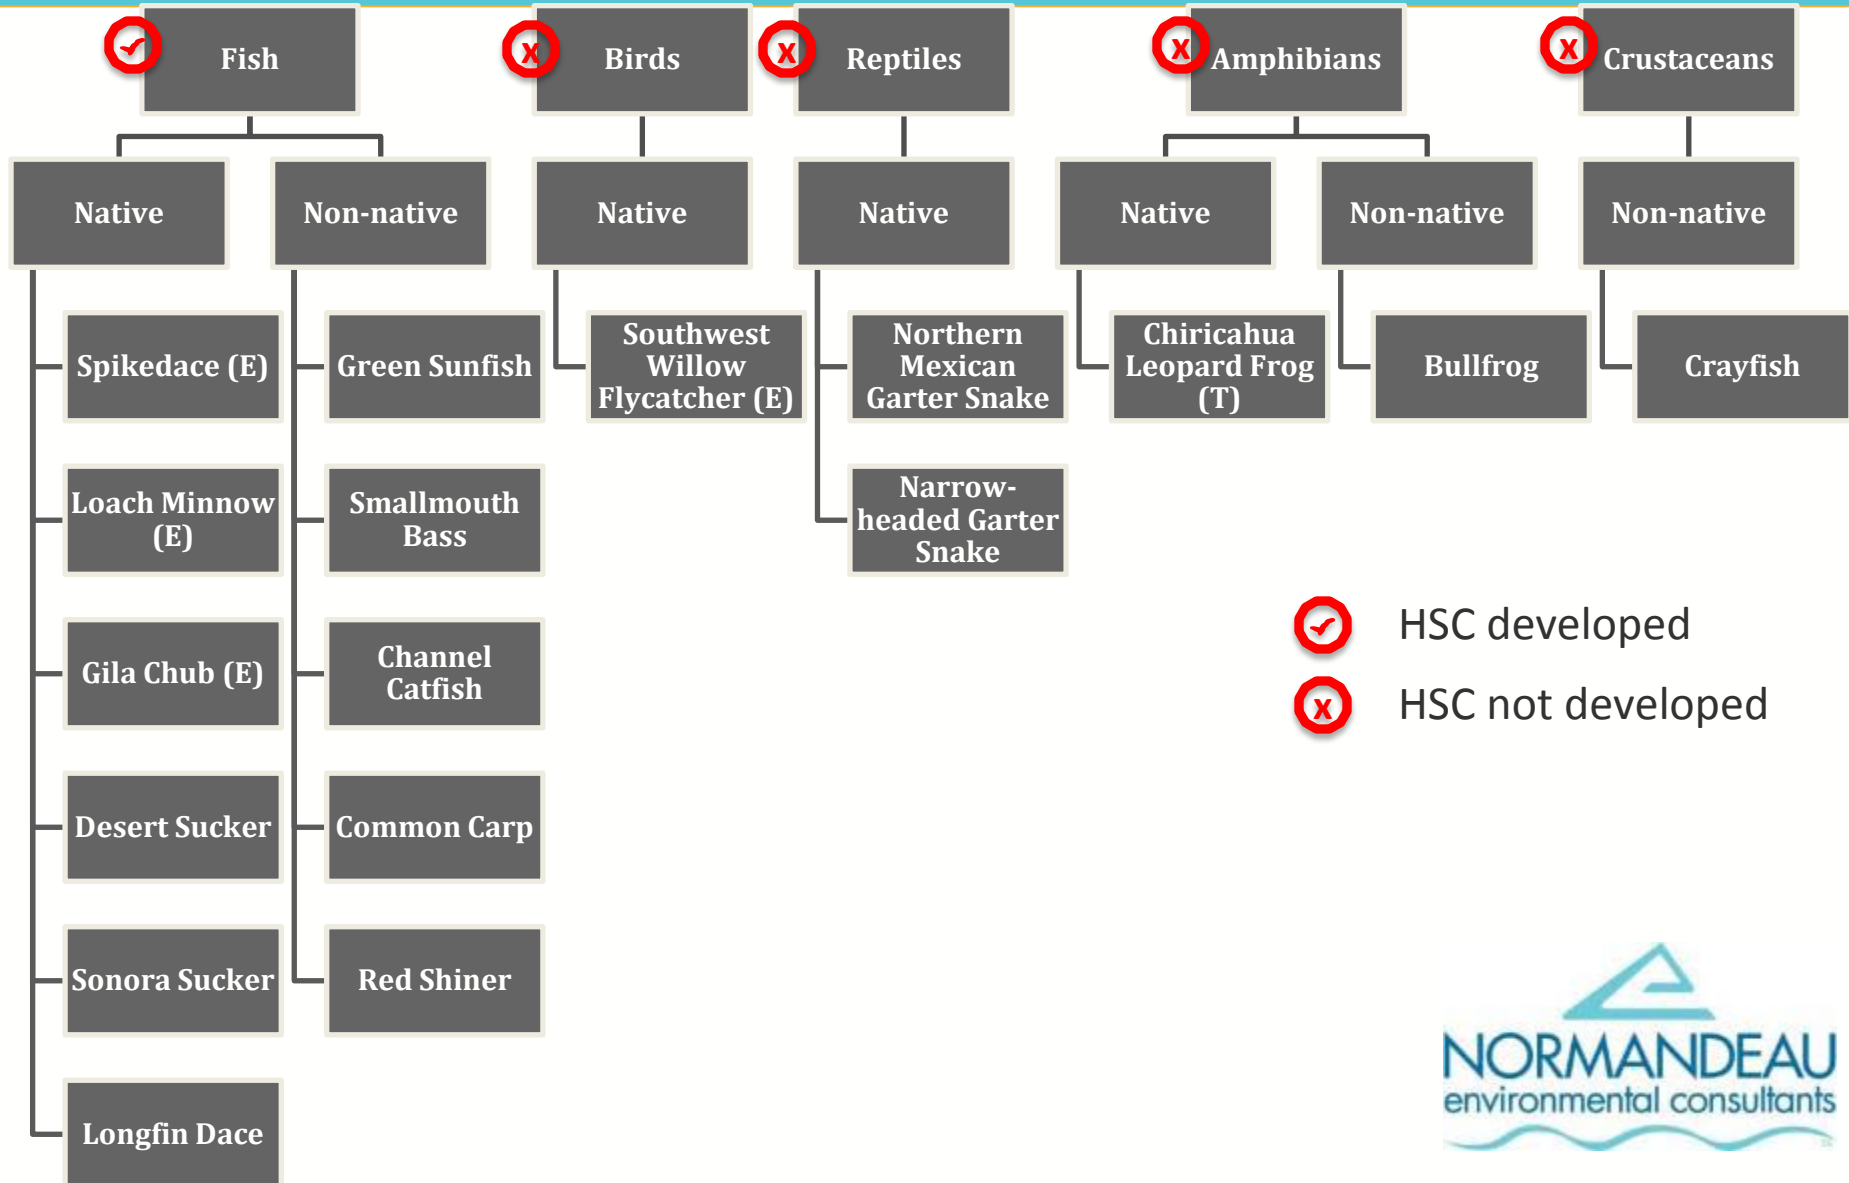 Fish
Birds
Reptiles
Amphibians
Crustaceans
x
x
x
x
Native
Non-native
Native
Native
Native
Non-native
Non-native
Spikedace (E)
Green Sunfish
Southwest
Willow
Flycatcher (E)
Northern
Mexican
Garter Snake
Chiricahua
Leopard Frog
(T)
Bullfrog
Crayfish
Loach Minnow
(E)
Smallmouth
Bass
Narrow-
headed Garter
Snake
Gila Chub (E)
Channel
Catfish
HSC developed
x
HSC not developed
Desert Sucker
Common Carp
Sonora Sucker
Red Shiner
Longfin Dace
NORMANDEAU
environmental consultants